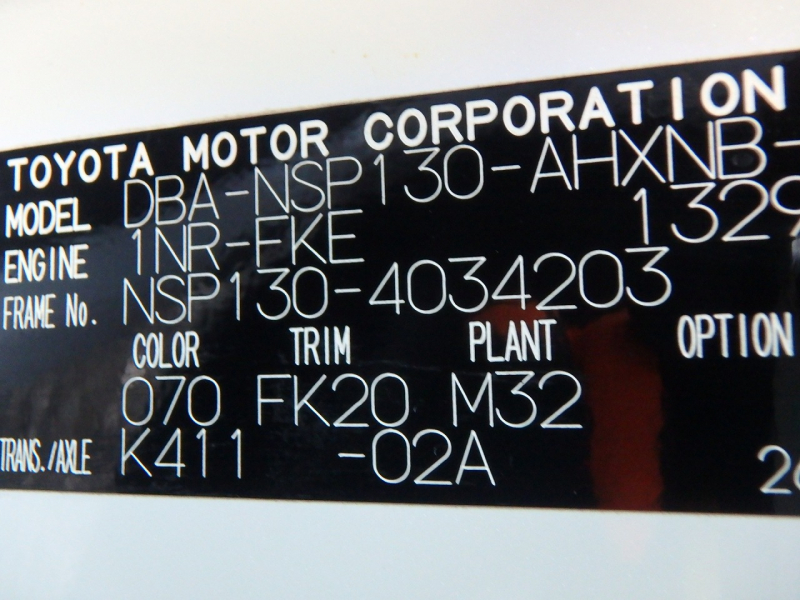 TOYOTA MOTOR CORPORATION
MODEL DBA-NSP130-AHXNB-
ENGINE 1NR-FKE 1329
FRAME No. NSP130-4034203
COLOR TRIM PLANT OPTION
070 FK20 M32
TRANS./AXLE K411 -02A 26